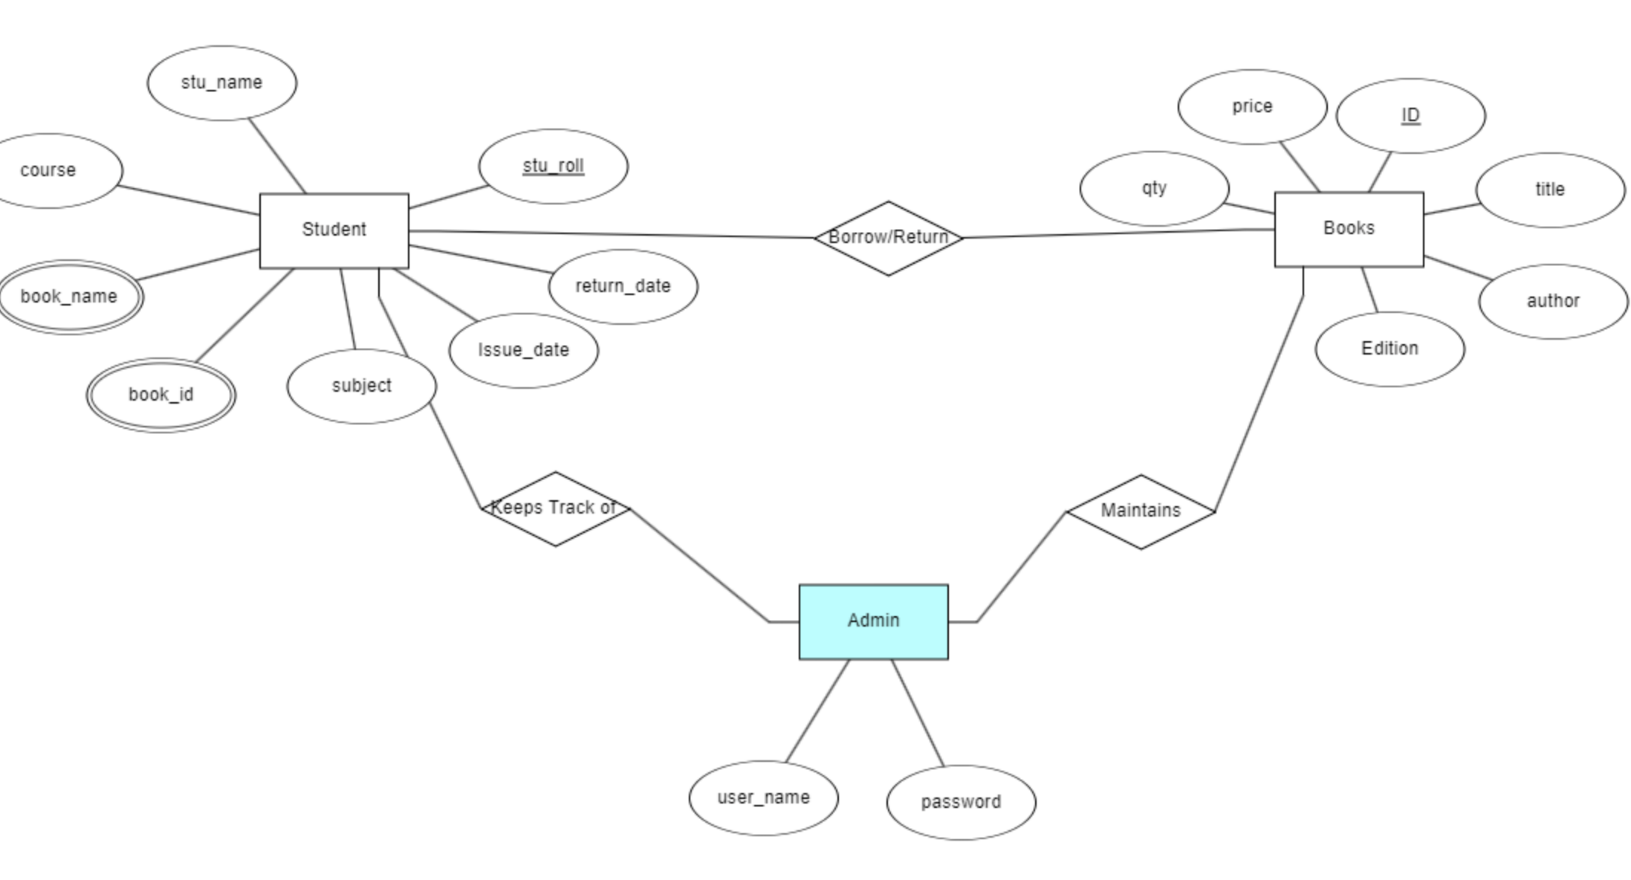 stu_name
price
ID
course
stu_roll
qty
title
Student
Borrow/Return
Books
book_name
return_date
author
Issue_date
Edition
book_id
subject
Keeps Track of
Maintains
Admin
user_name
password